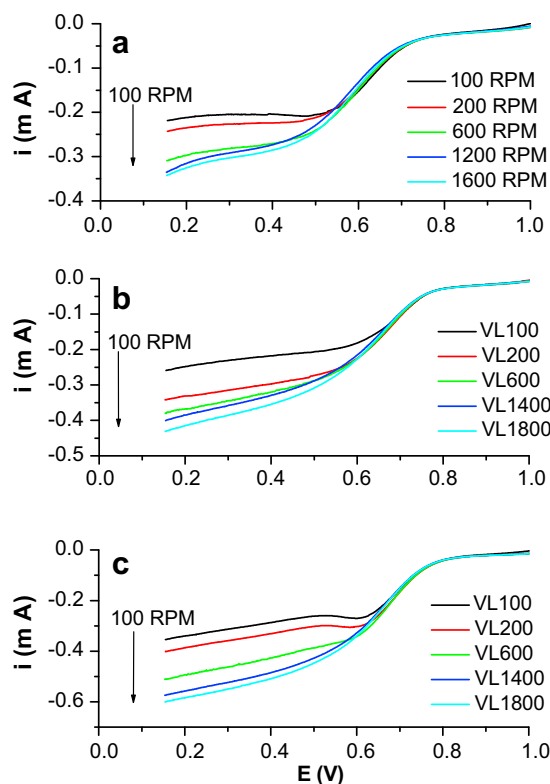 a
0.0
-0.1
-0.2
-0.3
-0.4
i (m A)
100 RPM
100 RPM
200 RPM
600 RPM
1200 RPM
1600 RPM
0.0 0.2 0.4 0.6 0.8 1.0
b
0.0
-0.1
-0.2
-0.3
-0.4
-0.5
i (m A)
100 RPM
VL100
VL200
VL600
VL1400
VL1800
0.0 0.2 0.4 0.6 0.8 1.0
c
0.0
-0.2
-0.4
-0.6
i (m A)
100 RPM
VL100
VL200
VL600
VL1400
VL1800
0.0 0.2 0.4 0.6 0.8 1.0
E (V)